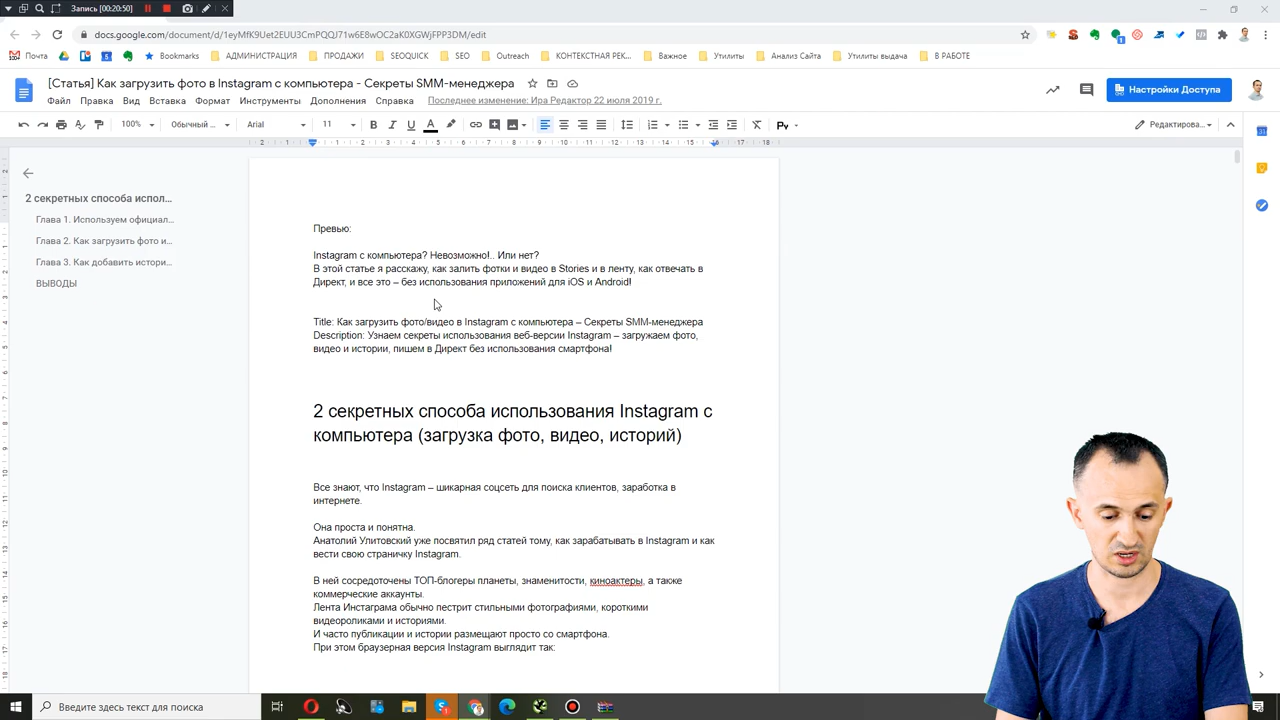 Запись [00:20:50]
docs.google.com/document/d/1eyMfK9Uet2EUU3CmPQQJ71w6E8wOC2aK0XGWjFPP3DM/edit
Почта
Bookmarks
АДМИНИСТРАЦИЯ
ПРОДАЖИ
SEOQUICK
SEO
Outreach
КОНТЕКСТНАЯ РЕК...
Важное
Утилиты
Анализ Сайта
Утилиты выдача
В РАБОТЕ
[Статья] Как загрузить фото в Instagram с компьютера - Секреты SMM-менеджера
Файл Правка Вид Вставка Формат Инструменты Дополнения Справка Последнее изменение: Ира Редактор 22 июля 2019 г.
Настройки Доступа
100% Обычный ... Arial 11 Редактирова...
2 секретных способа испол...
Глава 1. Используем официал...
Глава 2. Как загрузить фото и...
Глава 3. Как добавить истори...
ВЫВОДЫ
Превью:
Instagram с компьютера? Невозможно!.. Или нет?
В этой статье я расскажу, как залить фотки и видео в Stories и в ленту, как отвечать в
Директ, и все это – без использования приложений для iOS и Android!
Title: Как загрузить фото/видео в Instagram с компьютера – Секреты SMM-менеджера
Description: Узнаем секреты использования веб-версии Instagram – загружаем фото,
видео и истории, пишем в Директ без использования смартфона!
2 секретных способа использования Instagram с
компьютера (загрузка фото, видео, историй)
Все знают, что Instagram – шикарная соцсеть для поиска клиентов, заработка в
интернете.
Она проста и понятна.
Анатолий Улитовский уже посвятил ряд статей тому, как зарабатывать в Instagram и как
вести свою страничку Instagram.
В ней сосредоточены ТОП-блогеры планеты, знаменитости, киноактеры, а также
коммерческие аккаунты.
Лента Инстаграма обычно пестрит стильными фотографиями, короткими
видеороликами и историями.
И часто публикации и истории размещают просто со смартфона.
При этом браузерная версия Instagram выглядит так:
Введите здесь текст для поиска